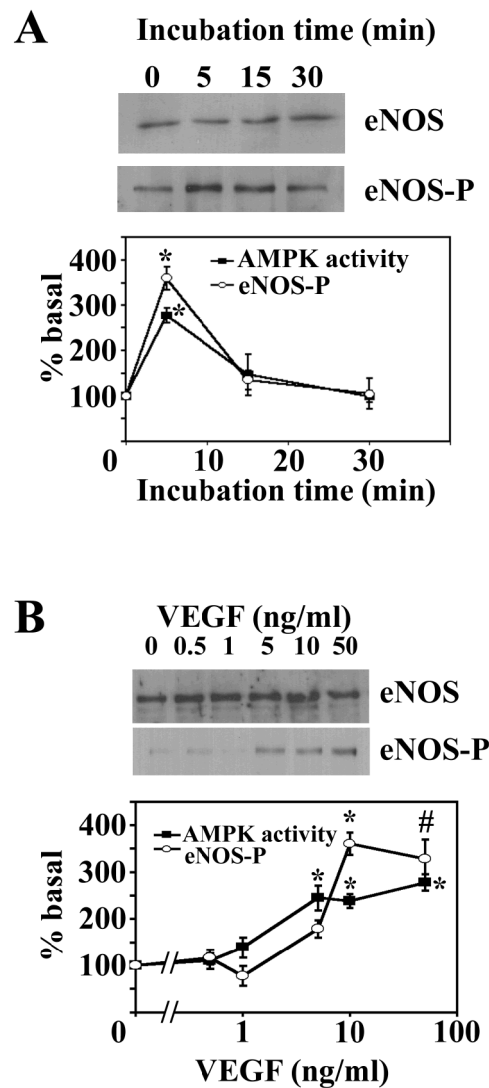 A
Incubation time (min)
0 5 15 30
eNOS
eNOS-P
400
300
200
100
0
% basal
* AMPK activity
eNOS-P
*
10 20 30
Incubation time (min)
B
VEGF (ng/ml)
0 0.5 1 5 10 50
eNOS
eNOS-P
400
300
200
100
0
% basal
AMPK activity
eNOS-P
* * * # *
1 10 100
VEGF (ng/ml)